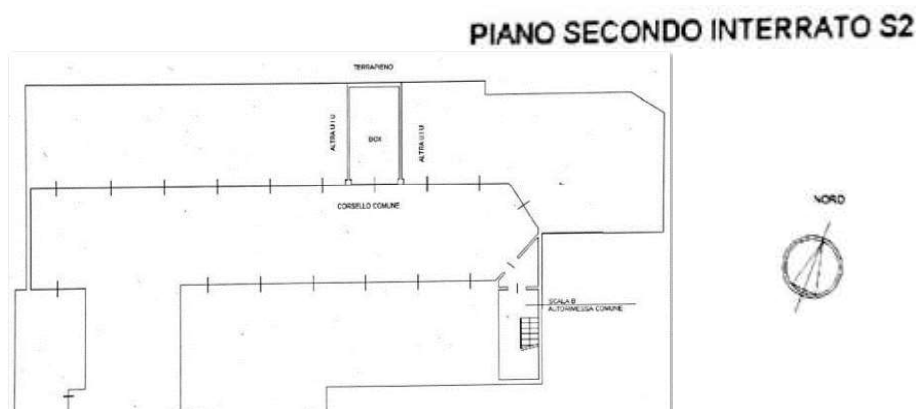 PIANO SECONDO INTERRATO S2
TERRAPIENO
ALTRA U.I.U.
BOX
ALTRA U.I.U.
CORSELLO COMUNE
NORD
SCALA B
AUTORIMESSA COMUNE